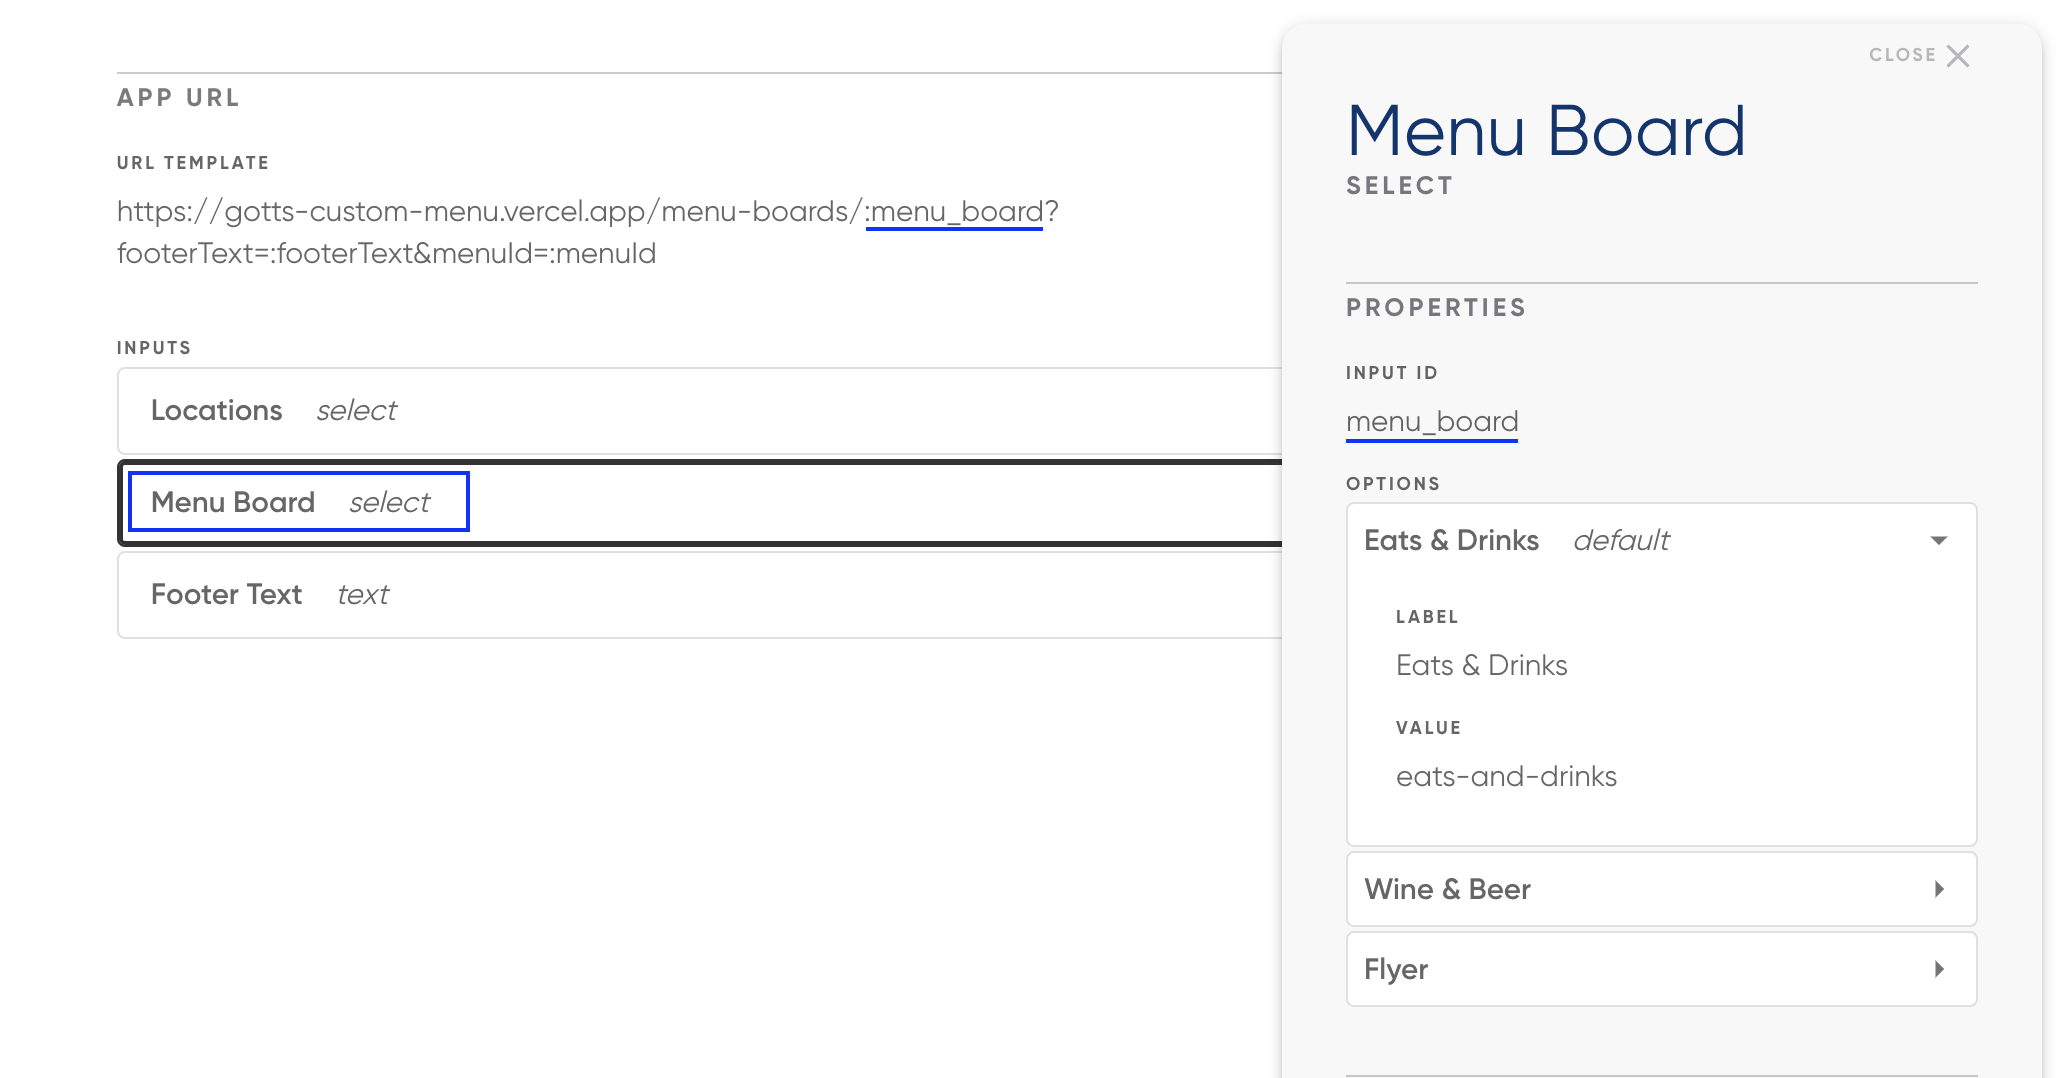 APP URL
URL TEMPLATE
https://gotts-custom-menu.vercel.app/menu-boards/:menu_board?
footerText=:footerText&menuId=:menuId
INPUTS
Locations select
Menu Board select
Footer Text text
CLOSE
Menu Board
SELECT
PROPERTIES
INPUT ID
menu_board
OPTIONS
Eats & Drinks default
LABEL
Eats & Drinks
VALUE
eats-and-drinks
Wine & Beer
Flyer